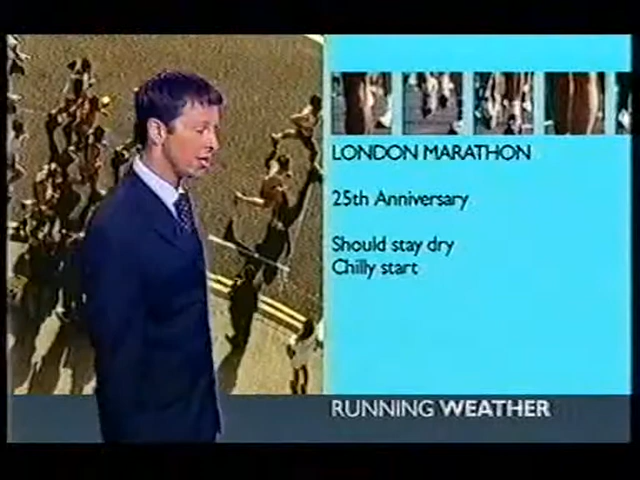 LONDON MARATHON
25th Anniversary
Should stay dry
Chilly start
RUNNING WEATHER